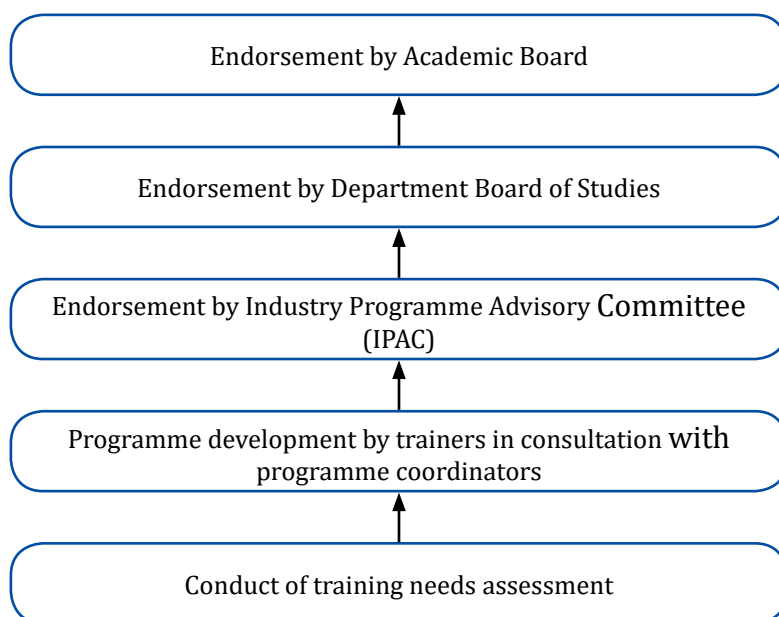 Endorsement by Academic Board
Endorsement by Department Board of Studies
Endorsement by Industry Programme Advisory Committee
(IPAC)
Programme development by trainers in consultation with
programme coordinators
Conduct of training needs assessment